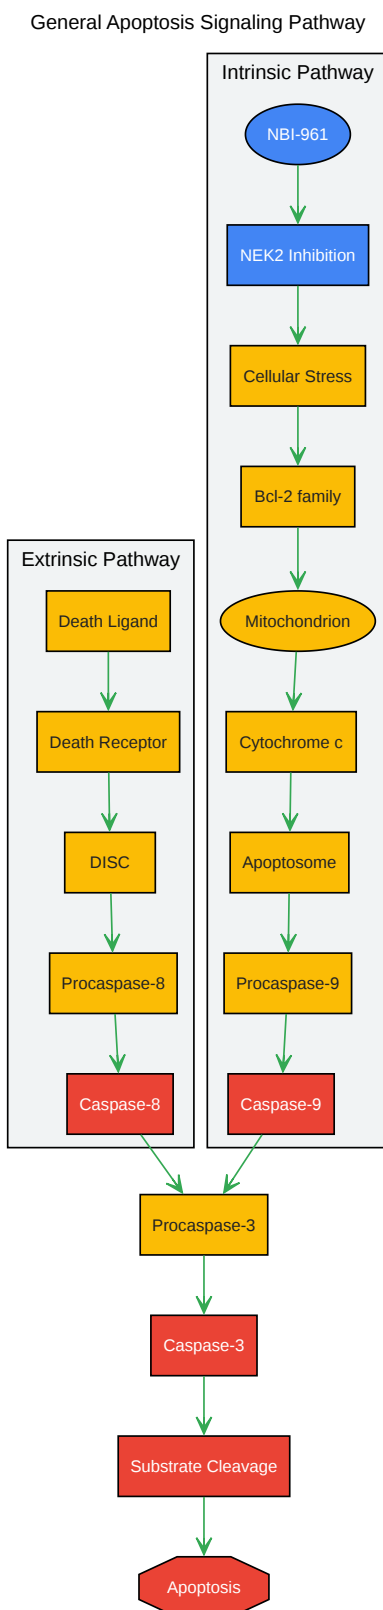 General Apoptosis Signaling Pathway
Intrinsic Pathway
NBI-961
NEK2 Inhibition
Cellular Stress
Bcl-2 family
Mitochondrion
Cytochrome c
Apoptosome
Procaspase-9
Caspase-9
Extrinsic Pathway
Death Ligand
Death Receptor
DISC
Procaspase-8
Caspase-8
Procaspase-3
Caspase-3
Substrate Cleavage
Apoptosis